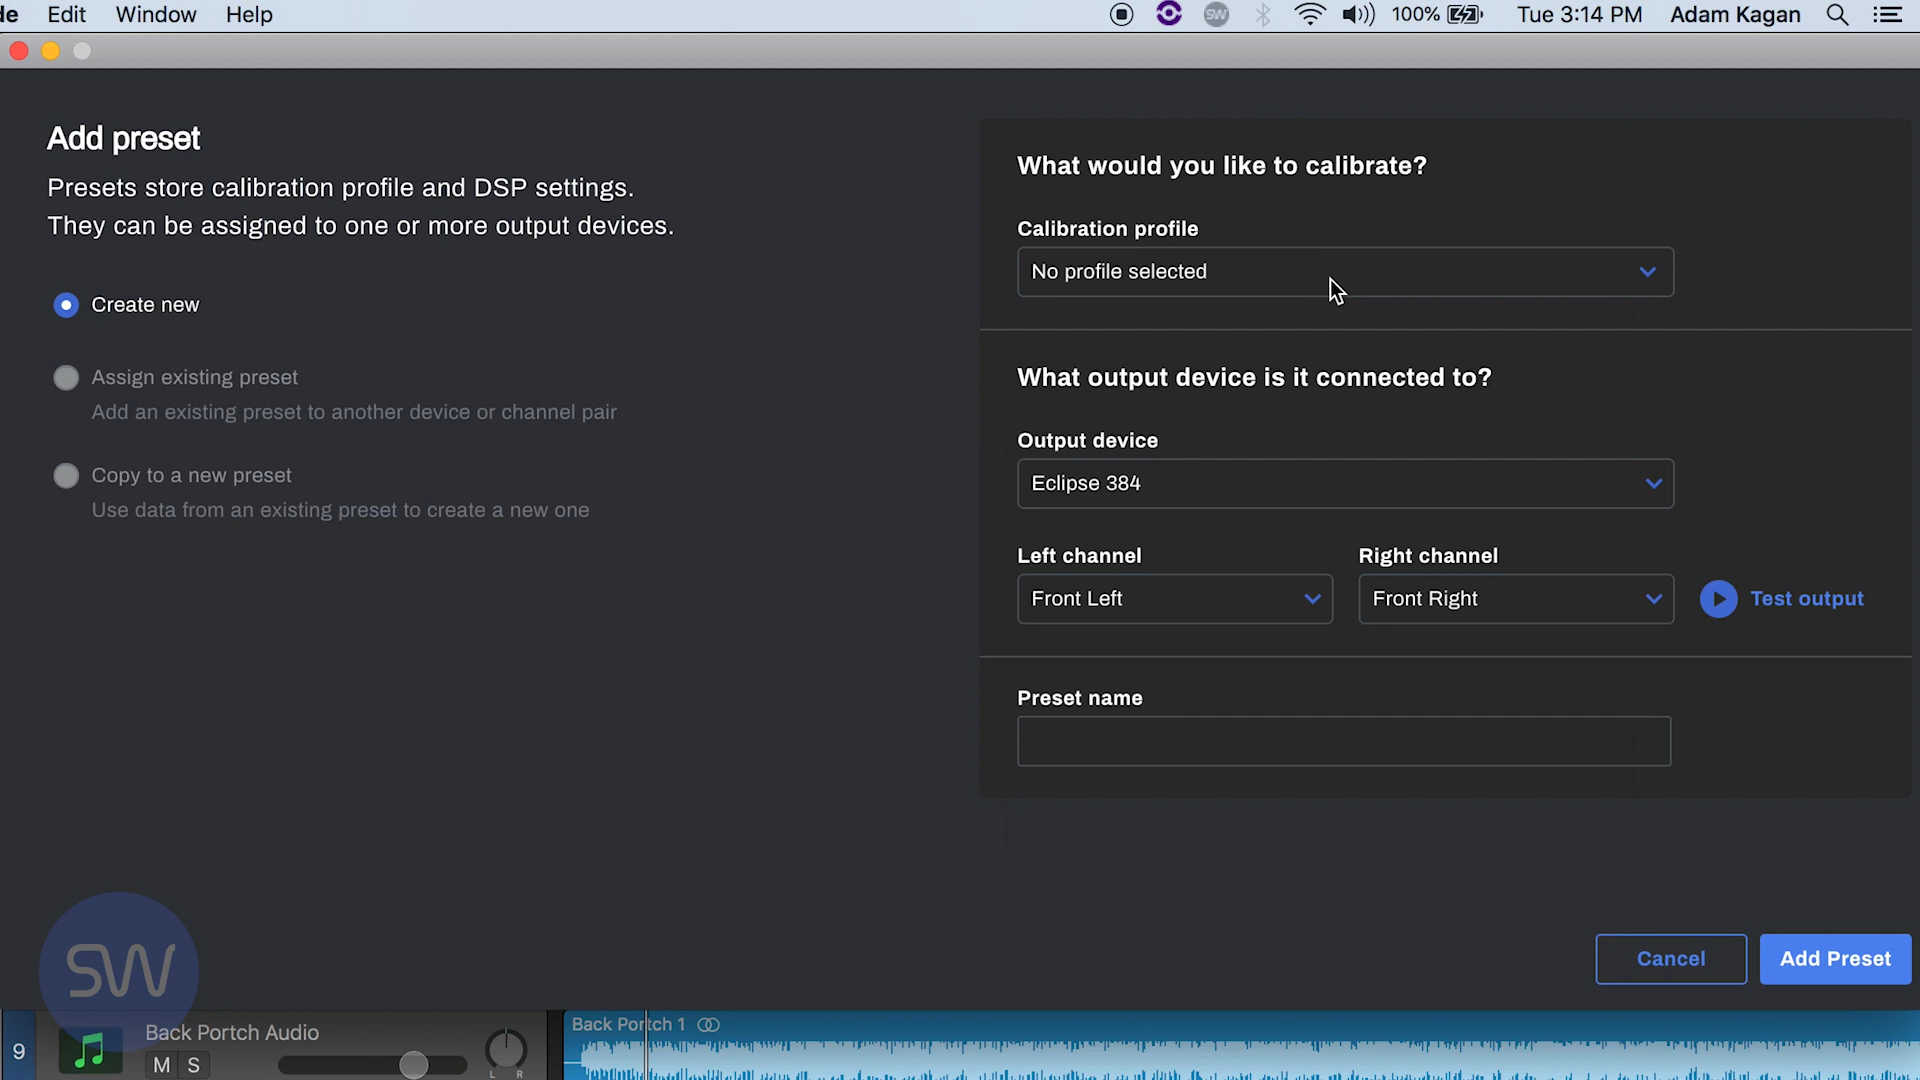 de Edit Window Help SW 100% Tue 3:14 PM Adam Kagan
Add preset
Presets store calibration profile and DSP settings.
They can be assigned to one or more output devices.
Create new
Assign existing preset
Add an existing preset to another device or channel pair
Copy to a new preset
Use data from an existing preset to create a new one
What would you like to calibrate?
Calibration profile
No profile selected
What output device is it connected to?
Output device
Eclipse 384
Left channel Right channel
Front Left Front Right Test output
Preset name
Cancel Add Preset
SW
9 Back Portch Audio
M S L R
Back Portch 1